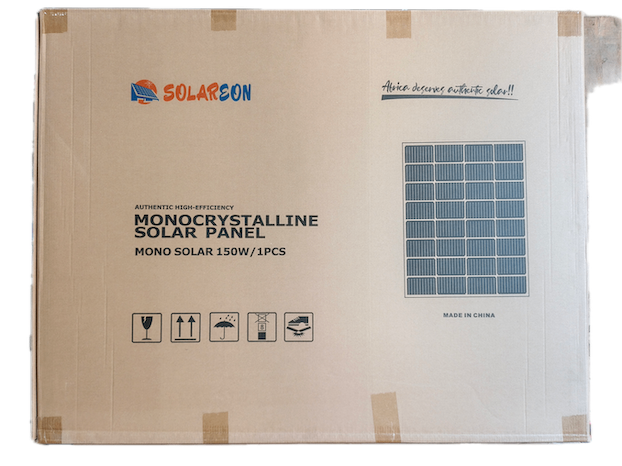 SOLAREON
Africa deserves authentic solar!!
AUTHENTIC HIGH-EFFICIENCY
MONOCRYSTALLINE
SOLAR PANEL
MONO SOLAR 150W/1PCS
MADE IN CHINA